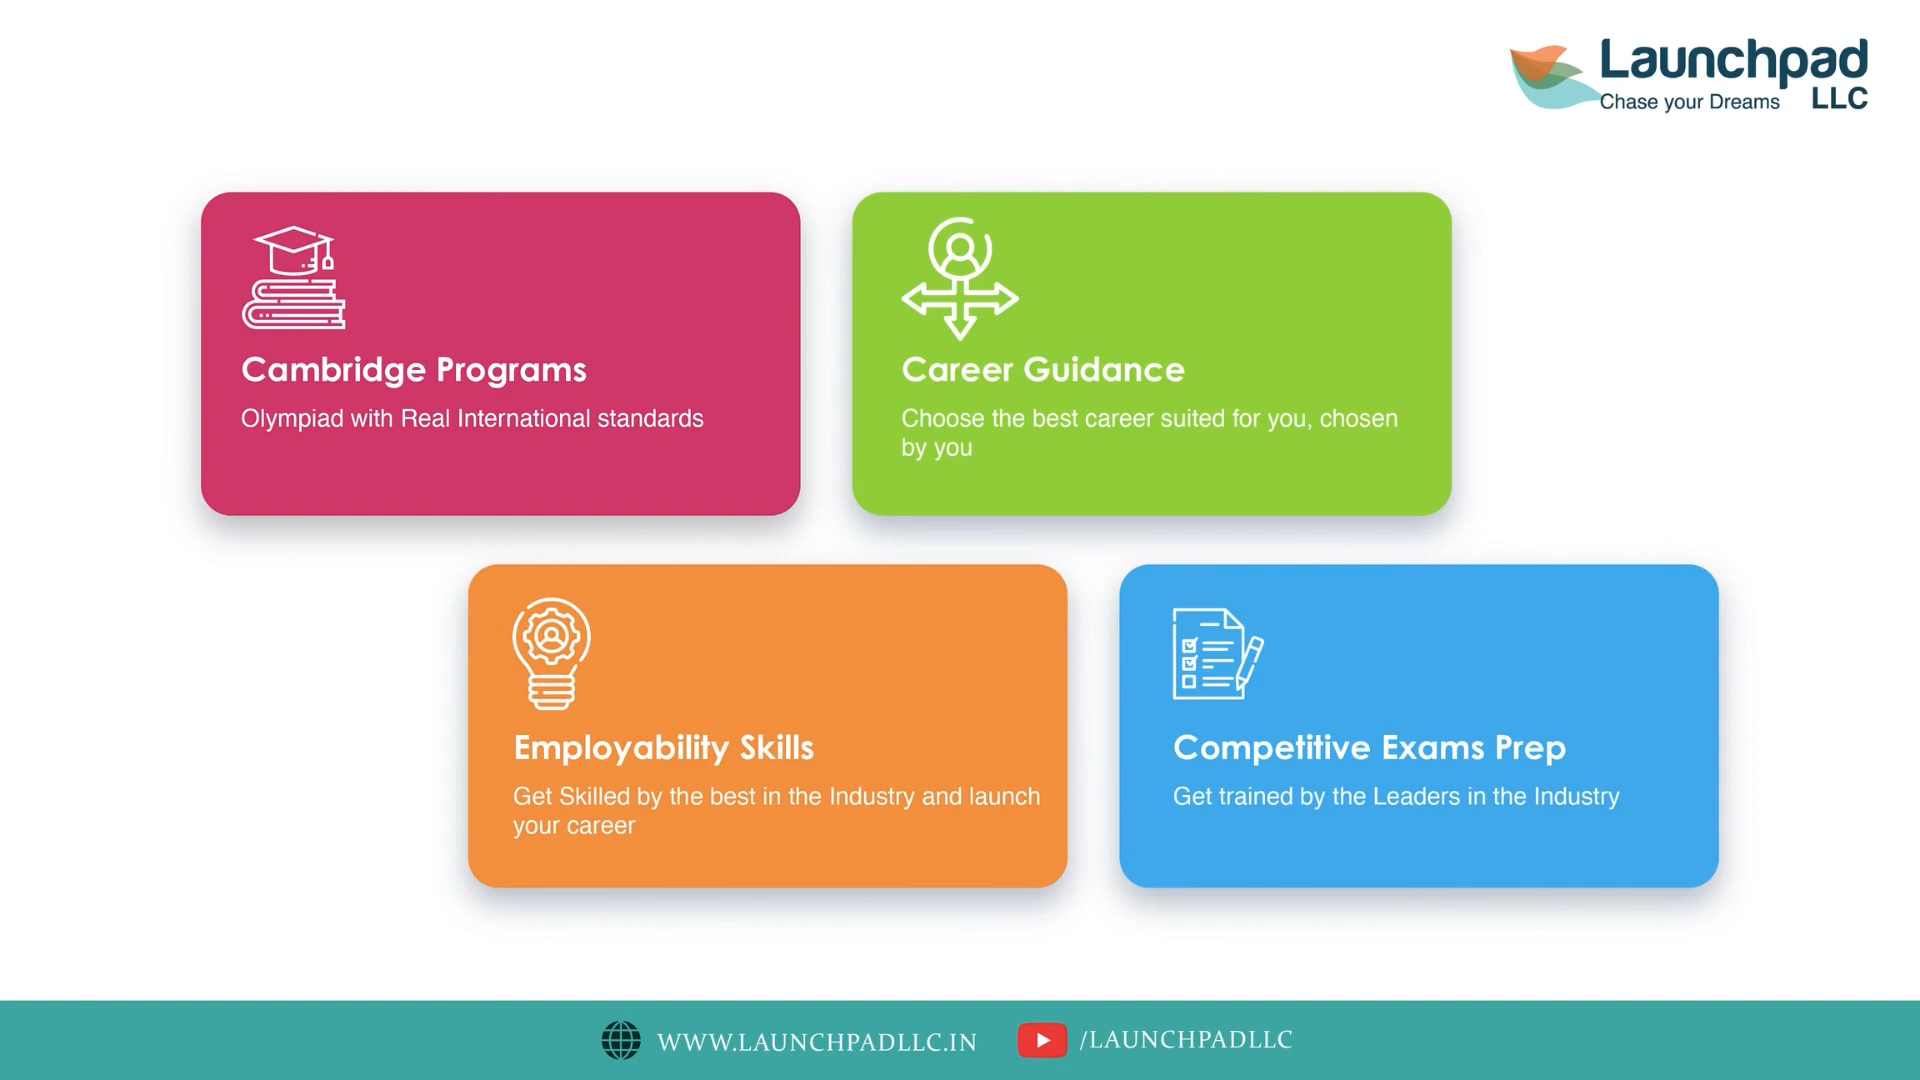 Launchpad
Chase your Dreams LLC
Cambridge Programs
Olympiad with Real International standards
Career Guidance
Choose the best career suited for you, chosen
by you
Employability Skills
Get Skilled by the best in the Industry and launch
your career
Competitive Exams Prep
Get trained by the Leaders in the Industry
WWW.LAUNCHPADLLC.IN
/LAUNCHPADLLC